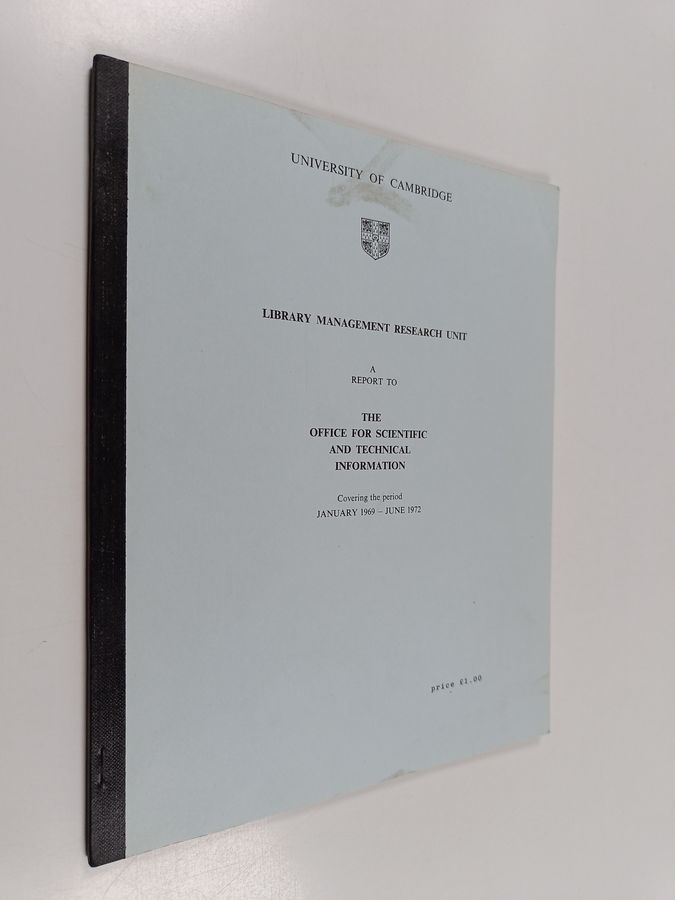 UNIVERSITY OF CAMBRIDGE
LIBRARY MANAGEMENT RESEARCH UNIT
A
REPORT TO
THE
OFFICE FOR SCIENTIFIC
AND TECHNICAL
INFORMATION
Covering the period
JANUARY 1969 – JUNE 1972
price £1.00